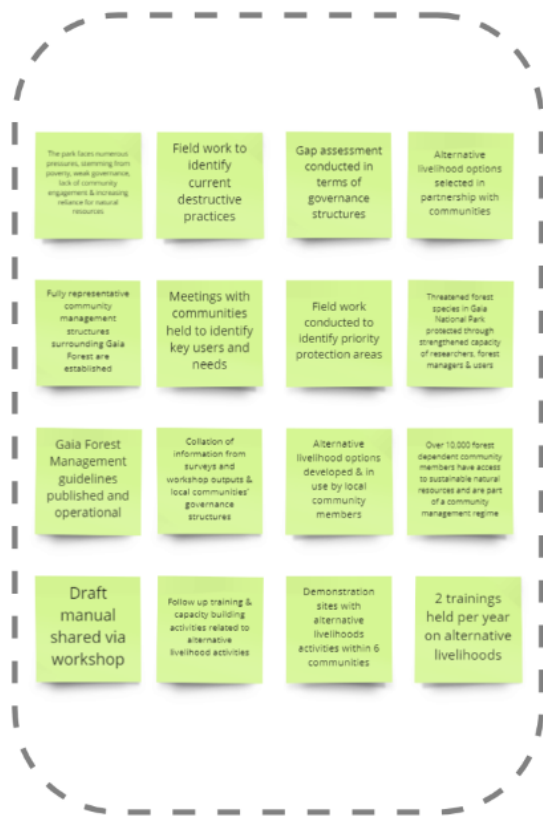 The park faces numerous
pressures, stemming from
poverty, weak governance,
lack of community
engagement & increasing
reliance for natural
resources
Field work to
identify
current
destructive
practices
Gap assessment
conducted in
terms of
governance
structures
Alternative
livelihood options
selected in
partnership with
communities
Fully representative
community
management
structures
surrounding Gaia
Forest are
established
Meetings with
communities
held to identify
key users and
needs
Field work
conducted to
identify priority
protection areas
Threatened forest
species in Gaia
National Park
protected through
strengthened capacity
of researchers, forest
managers & users
Gaia Forest
Management
guidelines
published and
operational
Collation of
information from
surveys and
workshop outputs &
local communities'
governance
structures
Alternative
livelihood options
developed & in
use by local
community
members
Over 10,000 forest
dependent community
members have access
to sustainable natural
resources and are part
of a community
management regime
Draft
manual
shared via
workshop
Follow up training &
capacity building
activities related to
alternative
livelihood activities
Demonstration
sites with
alternative
livelihoods
activities within 6
communities
2 trainings
held per year
on alternative
livelihoods